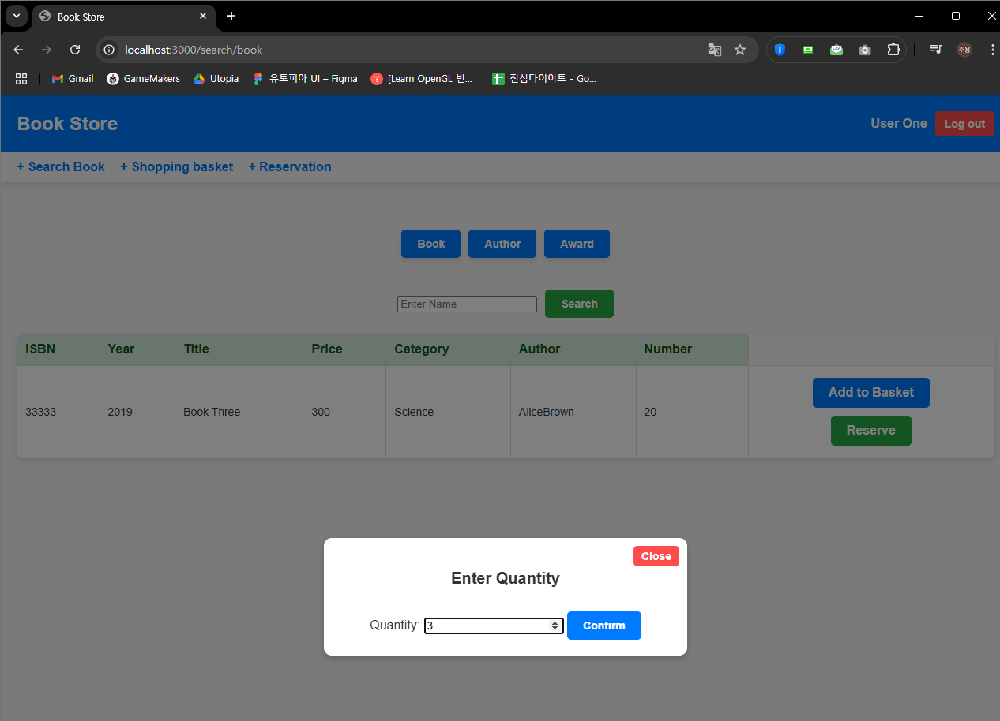 Book Store
localhost:3000/search/book
주용
Gmail GameMakers Utopia 유토피아 UI – Figma [Learn OpenGL 번... 진심다이어트 - Go...
Book Store User One Log out
+ Search Book + Shopping basket + Reservation
Book Author Award
Enter Name Search
ISBN Year Title Price Category Author Number
33333 2019 Book Three 300 Science AliceBrown 20 Add to Basket
Reserve
Close
Enter Quantity
Quantity: 3 Confirm